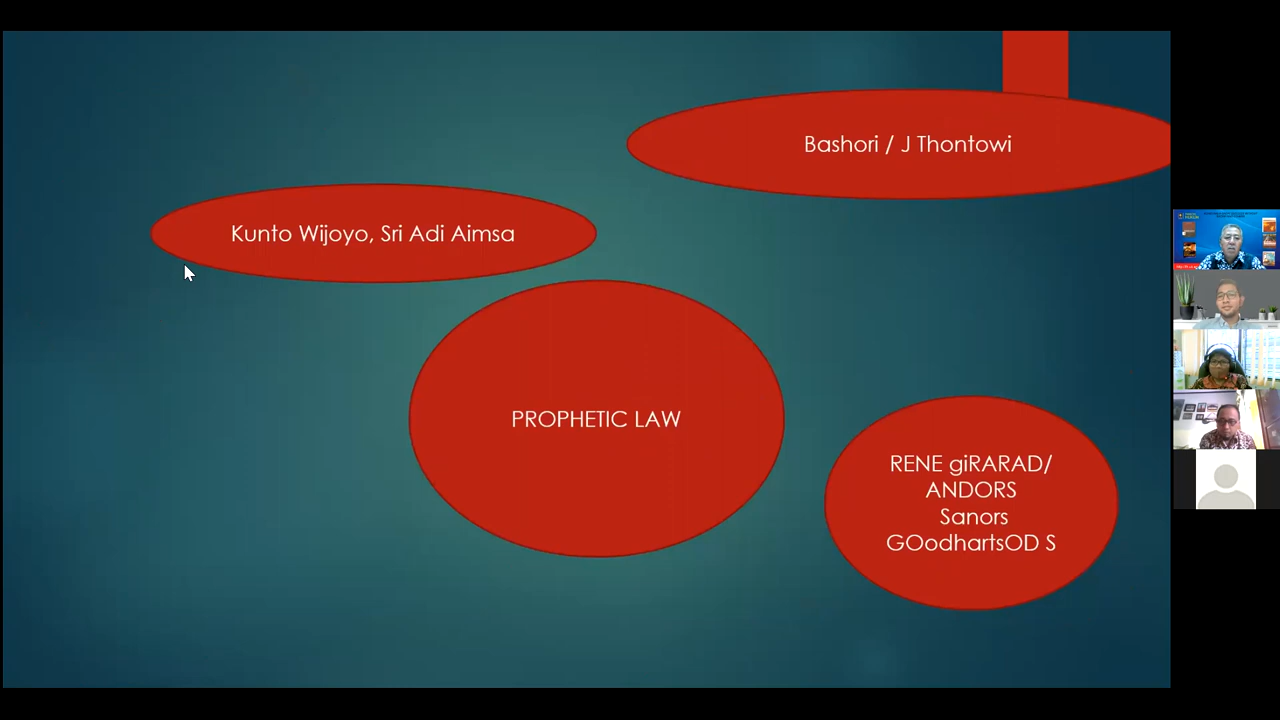 Bashori / J Thontowi
Kunto Wijoyo, Sri Adi Aimsa
PROPHETIC LAW
RENE giRARAD/
ANDORS
Sanors
GOodhartsOD S